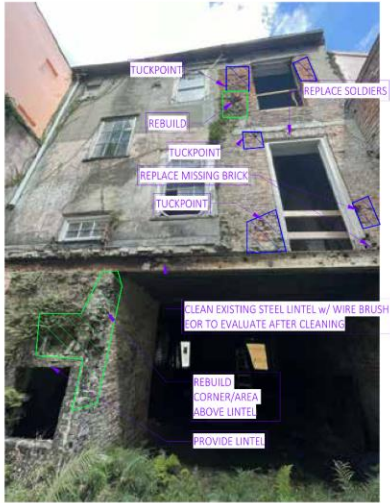 TUCKPOINT
REPLACE SOLDIERS
REBUILD
TUCKPOINT
REPLACE MISSING BRICK
TUCKPOINT
CLEAN EXISTING STEEL LINTEL w/ WIRE BRUSH
EOR TO EVALUATE AFTER CLEANING
REBUILD
CORNER/AREA
ABOVE LINTEL
PROVIDE LINTEL